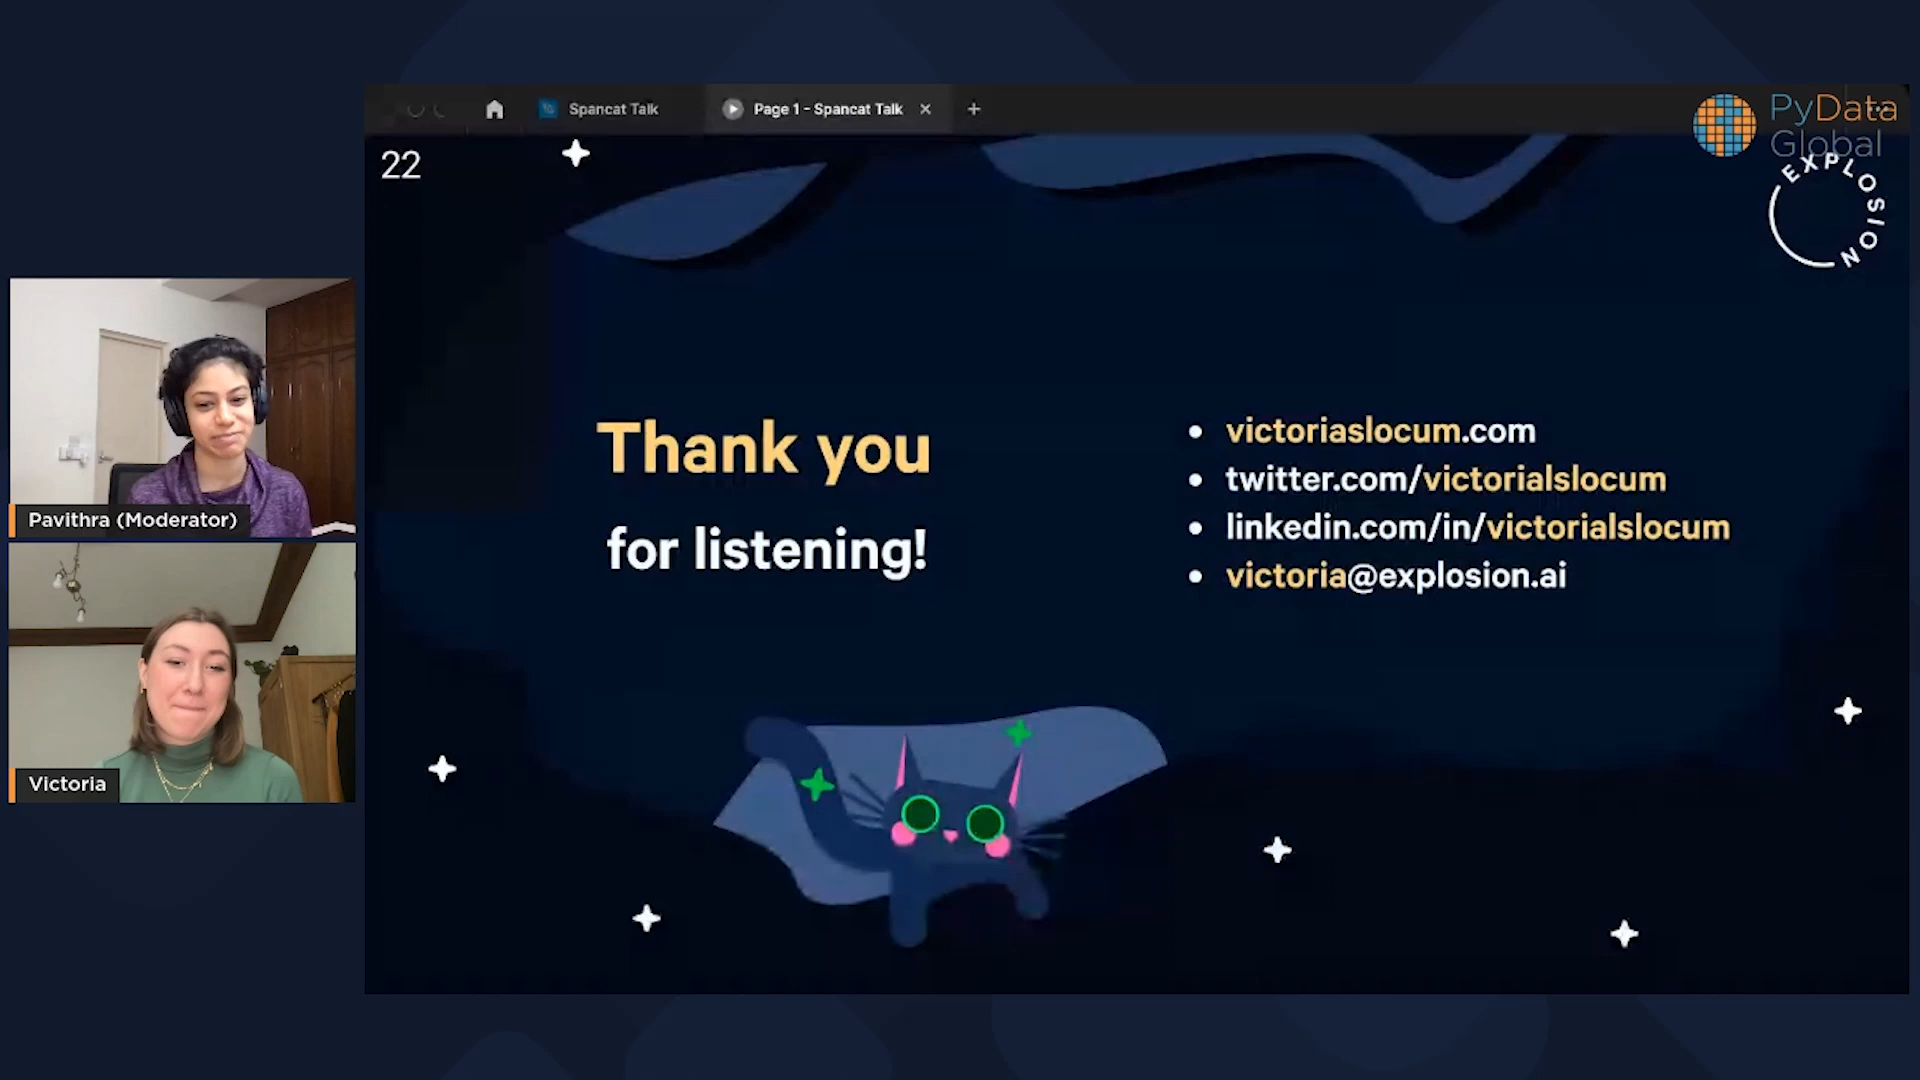 Spancat Talk
Page 1 - Spancat Talk
PyData
Global
22
EXPLOSION
Thank you
for listening!
victoriaslocum.com
twitter.com/victorialslocum
linkedin.com/in/victorialslocum
victoria@explosion.ai
Pavithra (Moderator)
Victoria